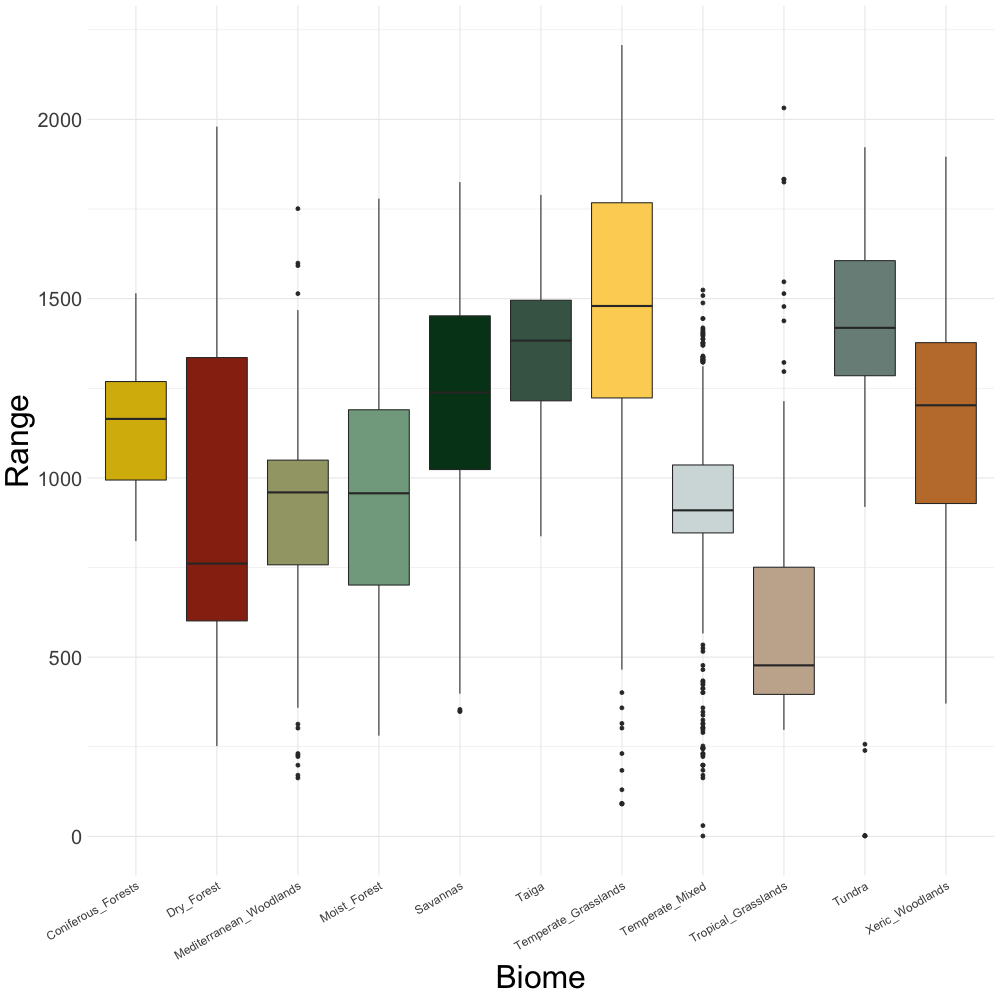 Range
2000
1500
1000
500
0
Coniferous_Forests
Dry_Forest
Mediterranean_Woodlands
Moist_Forest
Savannas
Taiga
Temperate_Grasslands
Temperate_Mixed
Tropical_Grasslands
Tundra
Xeric_Woodlands
Biome